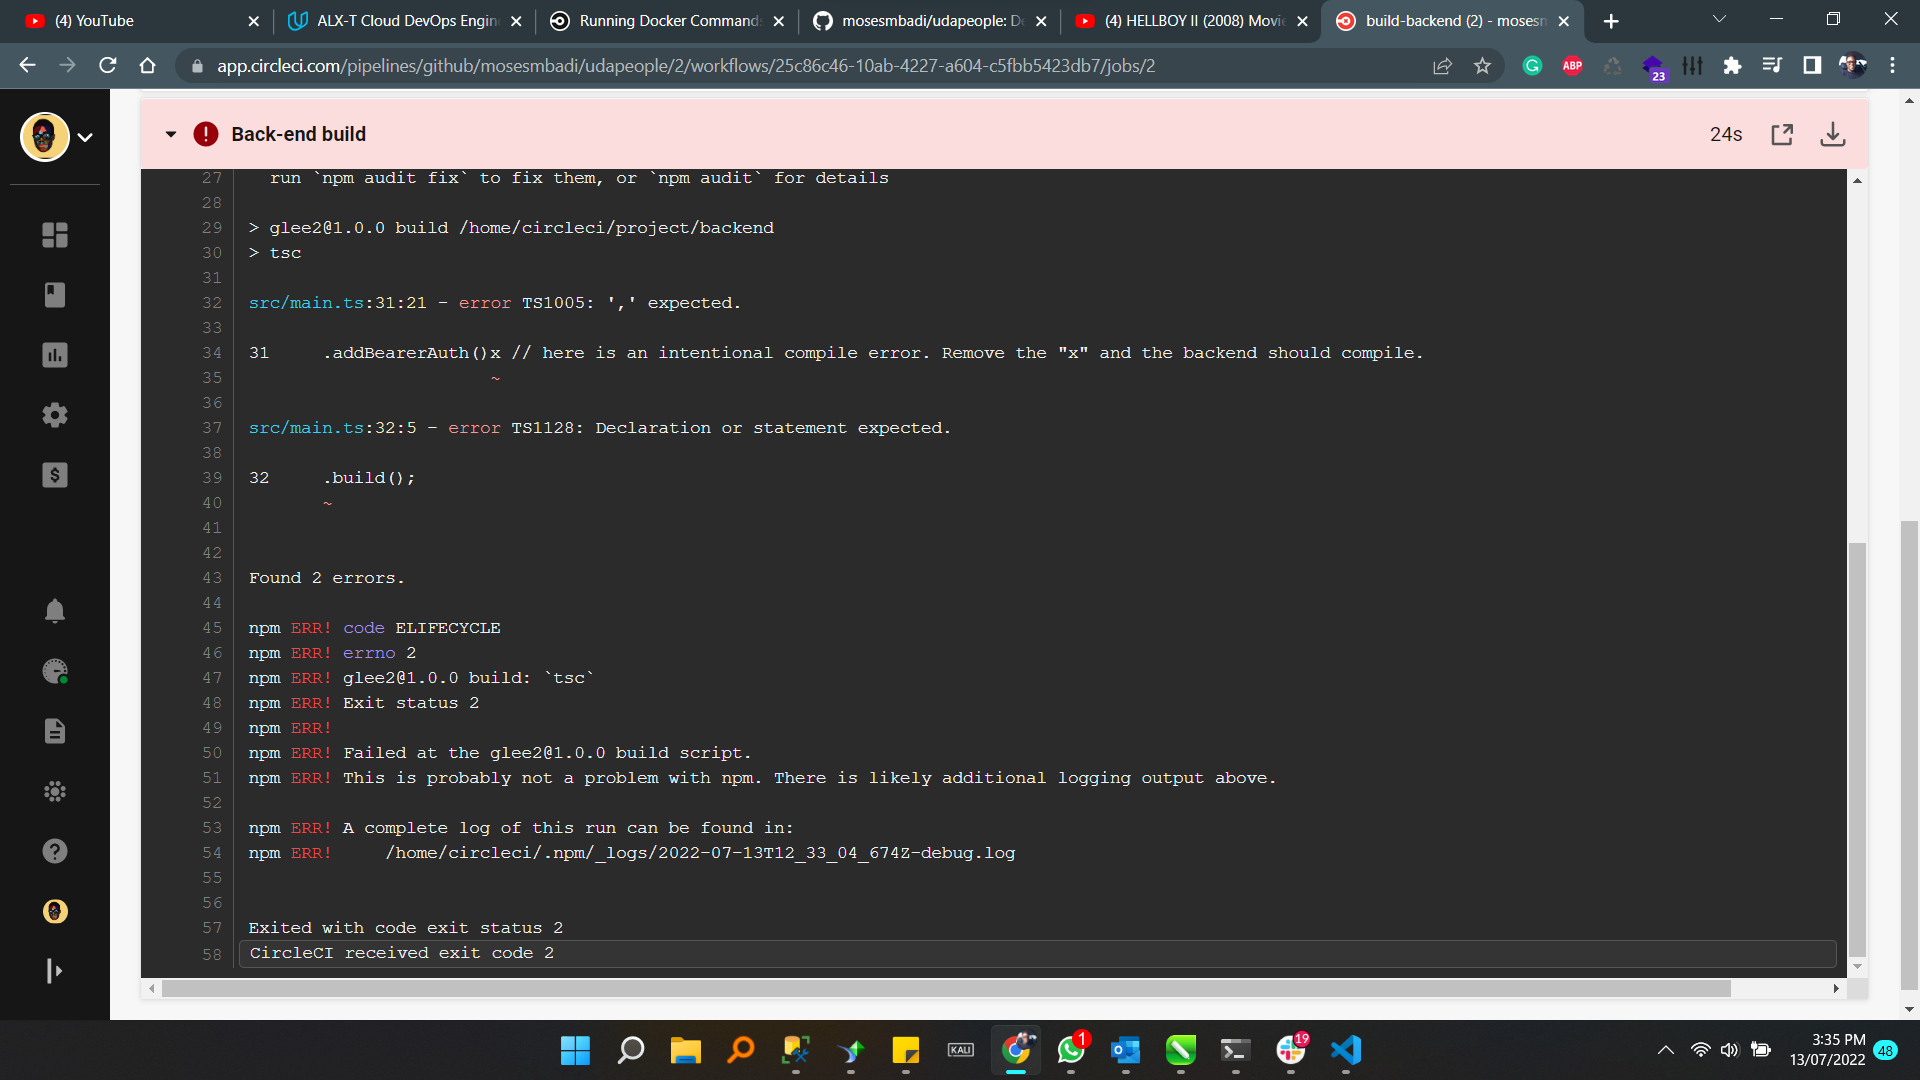 (4) YouTube
ALX-T Cloud DevOps Engin
Running Docker Command
mosesmbadi/udapeople: De
(4) HELLBOY II (2008) Movie
build-backend (2) - mosesm
app.circleci.com/pipelines/github/mosesmbadi/udapeople/2/workflows/25c86c46-10ab-4227-a604-c5fbb5423db7/jobs/2
ABP
23
Back-end build
24s
27 run `npm audit fix` to fix them, or `npm audit` for details
28
29 > glee2@1.0.0 build /home/circleci/project/backend
30 > tsc
31
32 src/main.ts:31:21 - error TS1005: ',' expected.
33
34 31 .addBearerAuth()x // here is an intentional compile error. Remove the "x" and the backend should compile.
35 ~
36
37 src/main.ts:32:5 - error TS1128: Declaration or statement expected.
38
39 32 .build();
40 ~
41
42
43 Found 2 errors.
44
45 npm ERR! code ELIFECYCLE
46 npm ERR! errno 2
47 npm ERR! glee2@1.0.0 build: `tsc`
48 npm ERR! Exit status 2
49 npm ERR!
50 npm ERR! Failed at the glee2@1.0.0 build script.
51 npm ERR! This is probably not a problem with npm. There is likely additional logging output above.
52
53 npm ERR! A complete log of this run can be found in:
54 npm ERR! /home/circleci/.npm/_logs/2022-07-13T12_33_04_674Z-debug.log
55
56
57 Exited with code exit status 2
58 CircleCI received exit code 2
KALI
1
19
3:35 PM
13/07/2022
48